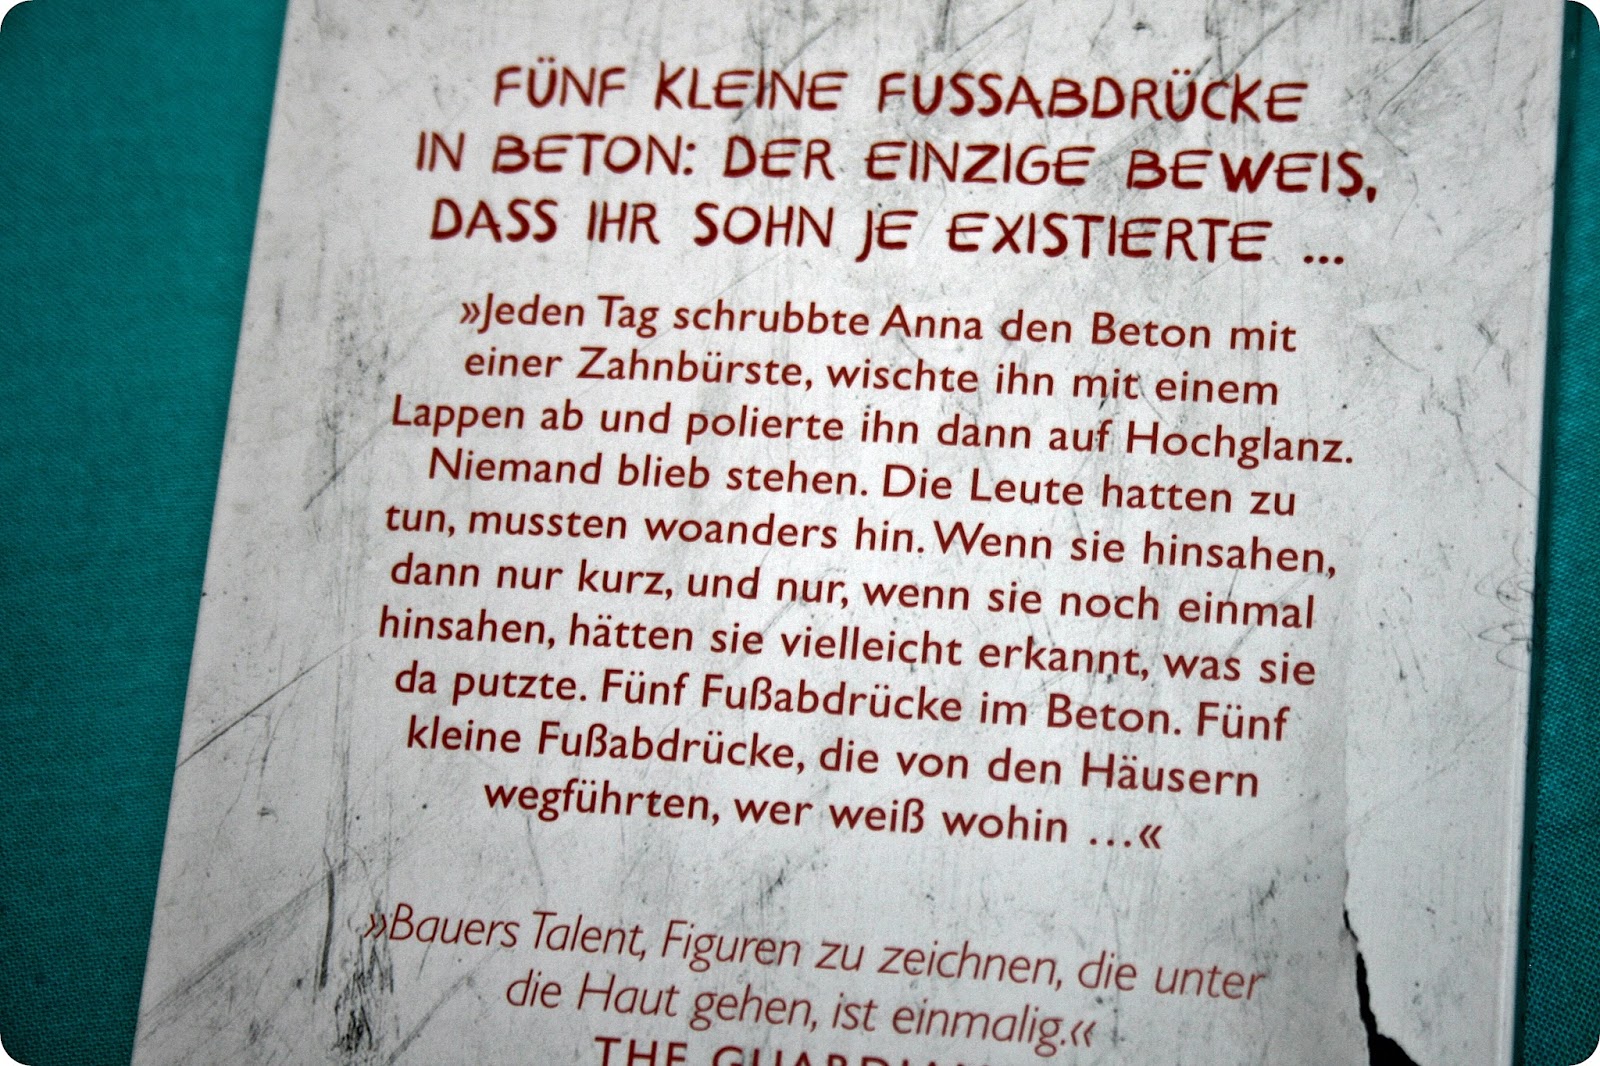 FÜNF KLEINE FUSSABDRÜCKE
IN BETON: DER EINZIGE BEWEIS,
DASS IHR SOHN JE EXISTIERTE ...
»Jeden Tag schrubbte Anna den Beton mit
einer Zahnbürste, wischte ihn mit einem
Lappen ab und polierte ihn dann auf Hochglanz.
Niemand blieb stehen. Die Leute hatten zu
tun, mussten woanders hin. Wenn sie hinsahen,
dann nur kurz, und nur, wenn sie noch einmal
hinsahen, hätten sie vielleicht erkannt, was sie
da putzte. Fünf Fußabdrücke im Beton. Fünf
kleine Fußabdrücke, die von den Häusern
wegführten, wer weiß wohin ...«
»Bauers Talent, Figuren zu zeichnen, die unter
die Haut gehen, ist einmalig.«
THE